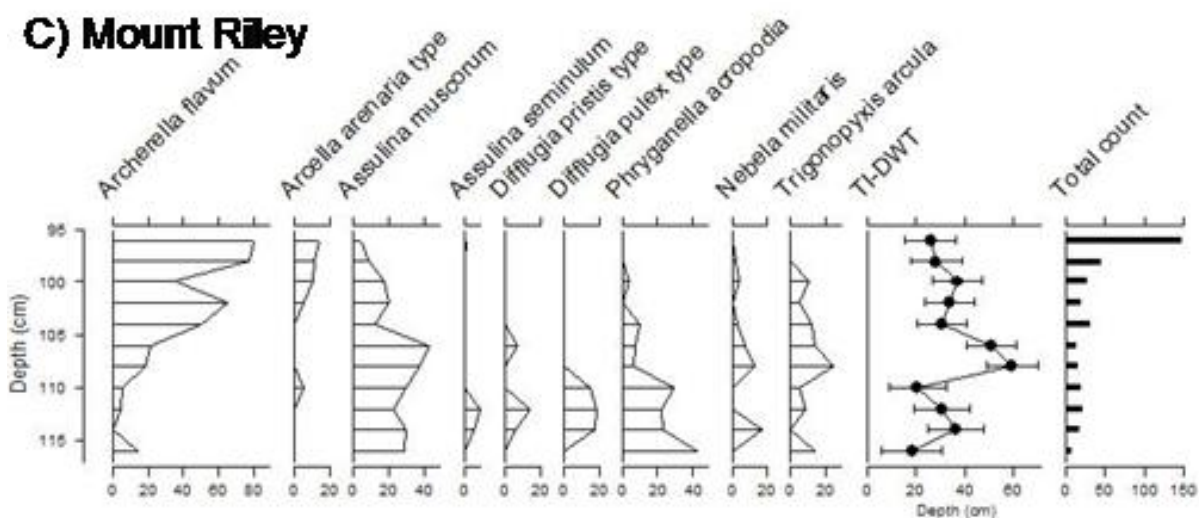 C) Mount Riley
Archerella flavum
Arcella arenaria type
Assulina muscorum
Assulina seminulum
Difflugia pristis type
Difflugia pulex type
Phryganella acropodia
Nebela militaris
Trigonopyxis arcula
TI-DWT
Total count
Depth (cm)
95
100
105
110
115
0 20 40 60 80
0 20
0 20 40
0
0 20
0 20
0 20 40
0 20
0 20
0 20 40 60
0 50 100 150
Depth (cm)